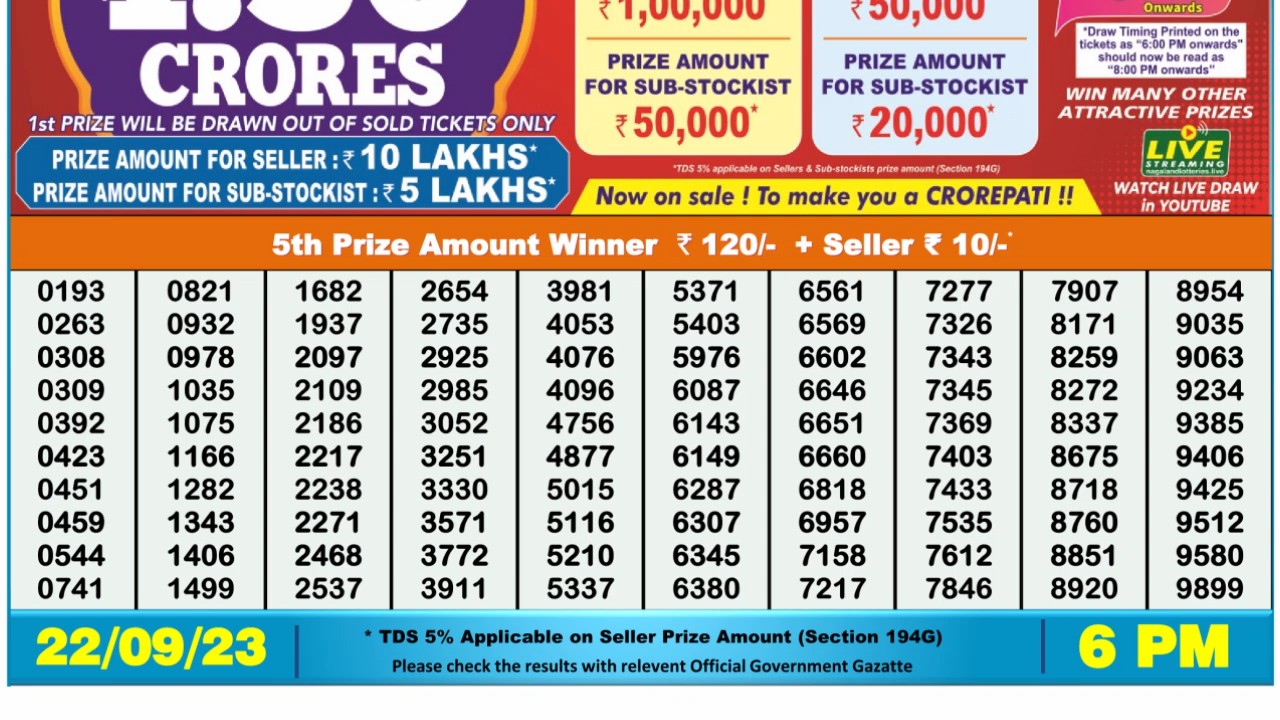 CRORES
1st PRIZE WILL BE DRAWN OUT OF SOLD TICKETS ONLY
PRIZE AMOUNT FOR SELLER : ₹ 10 LAKHS*
PRIZE AMOUNT FOR SUB-STOCKIST : ₹ 5 LAKHS*
₹ 1,00,000
PRIZE AMOUNT
FOR SUB-STOCKIST
₹ 50,000*
₹ 50,000
PRIZE AMOUNT
FOR SUB-STOCKIST
₹ 20,000*
*TDS 5% applicable on Sellers & Sub-stockists prize amount (Section 194G)
Now on sale ! To make you a CROREPATI !!
Onwards
*Draw Timing Printed on the
tickets as “6:00 PM onwards”
should now be read as
“8:00 PM onwards”
WIN MANY OTHER
ATTRACTIVE PRIZES
LIVE
STREAMING
nagalandlotteries.live
WATCH LIVE DRAW
in YOUTUBE
5th Prize Amount Winner ₹ 120/- + Seller ₹ 10/-*
0193 0821 1682 2654 3981 5371 6561 7277 7907 8954
0263 0932 1937 2735 4053 5403 6569 7326 8171 9035
0308 0978 2097 2925 4076 5976 6602 7343 8259 9063
0309 1035 2109 2985 4096 6087 6646 7345 8272 9234
0392 1075 2186 3052 4756 6143 6651 7369 8337 9385
0423 1166 2217 3251 4877 6149 6660 7403 8675 9406
0451 1282 2238 3330 5015 6287 6818 7433 8718 9425
0459 1343 2271 3571 5116 6307 6957 7535 8760 9512
0544 1406 2468 3772 5210 6345 7158 7612 8851 9580
0741 1499 2537 3911 5337 6380 7217 7846 8920 9899
22/09/23
* TDS 5% Applicable on Seller Prize Amount (Section 194G)
Please check the results with relevent Official Government Gazatte
6 PM